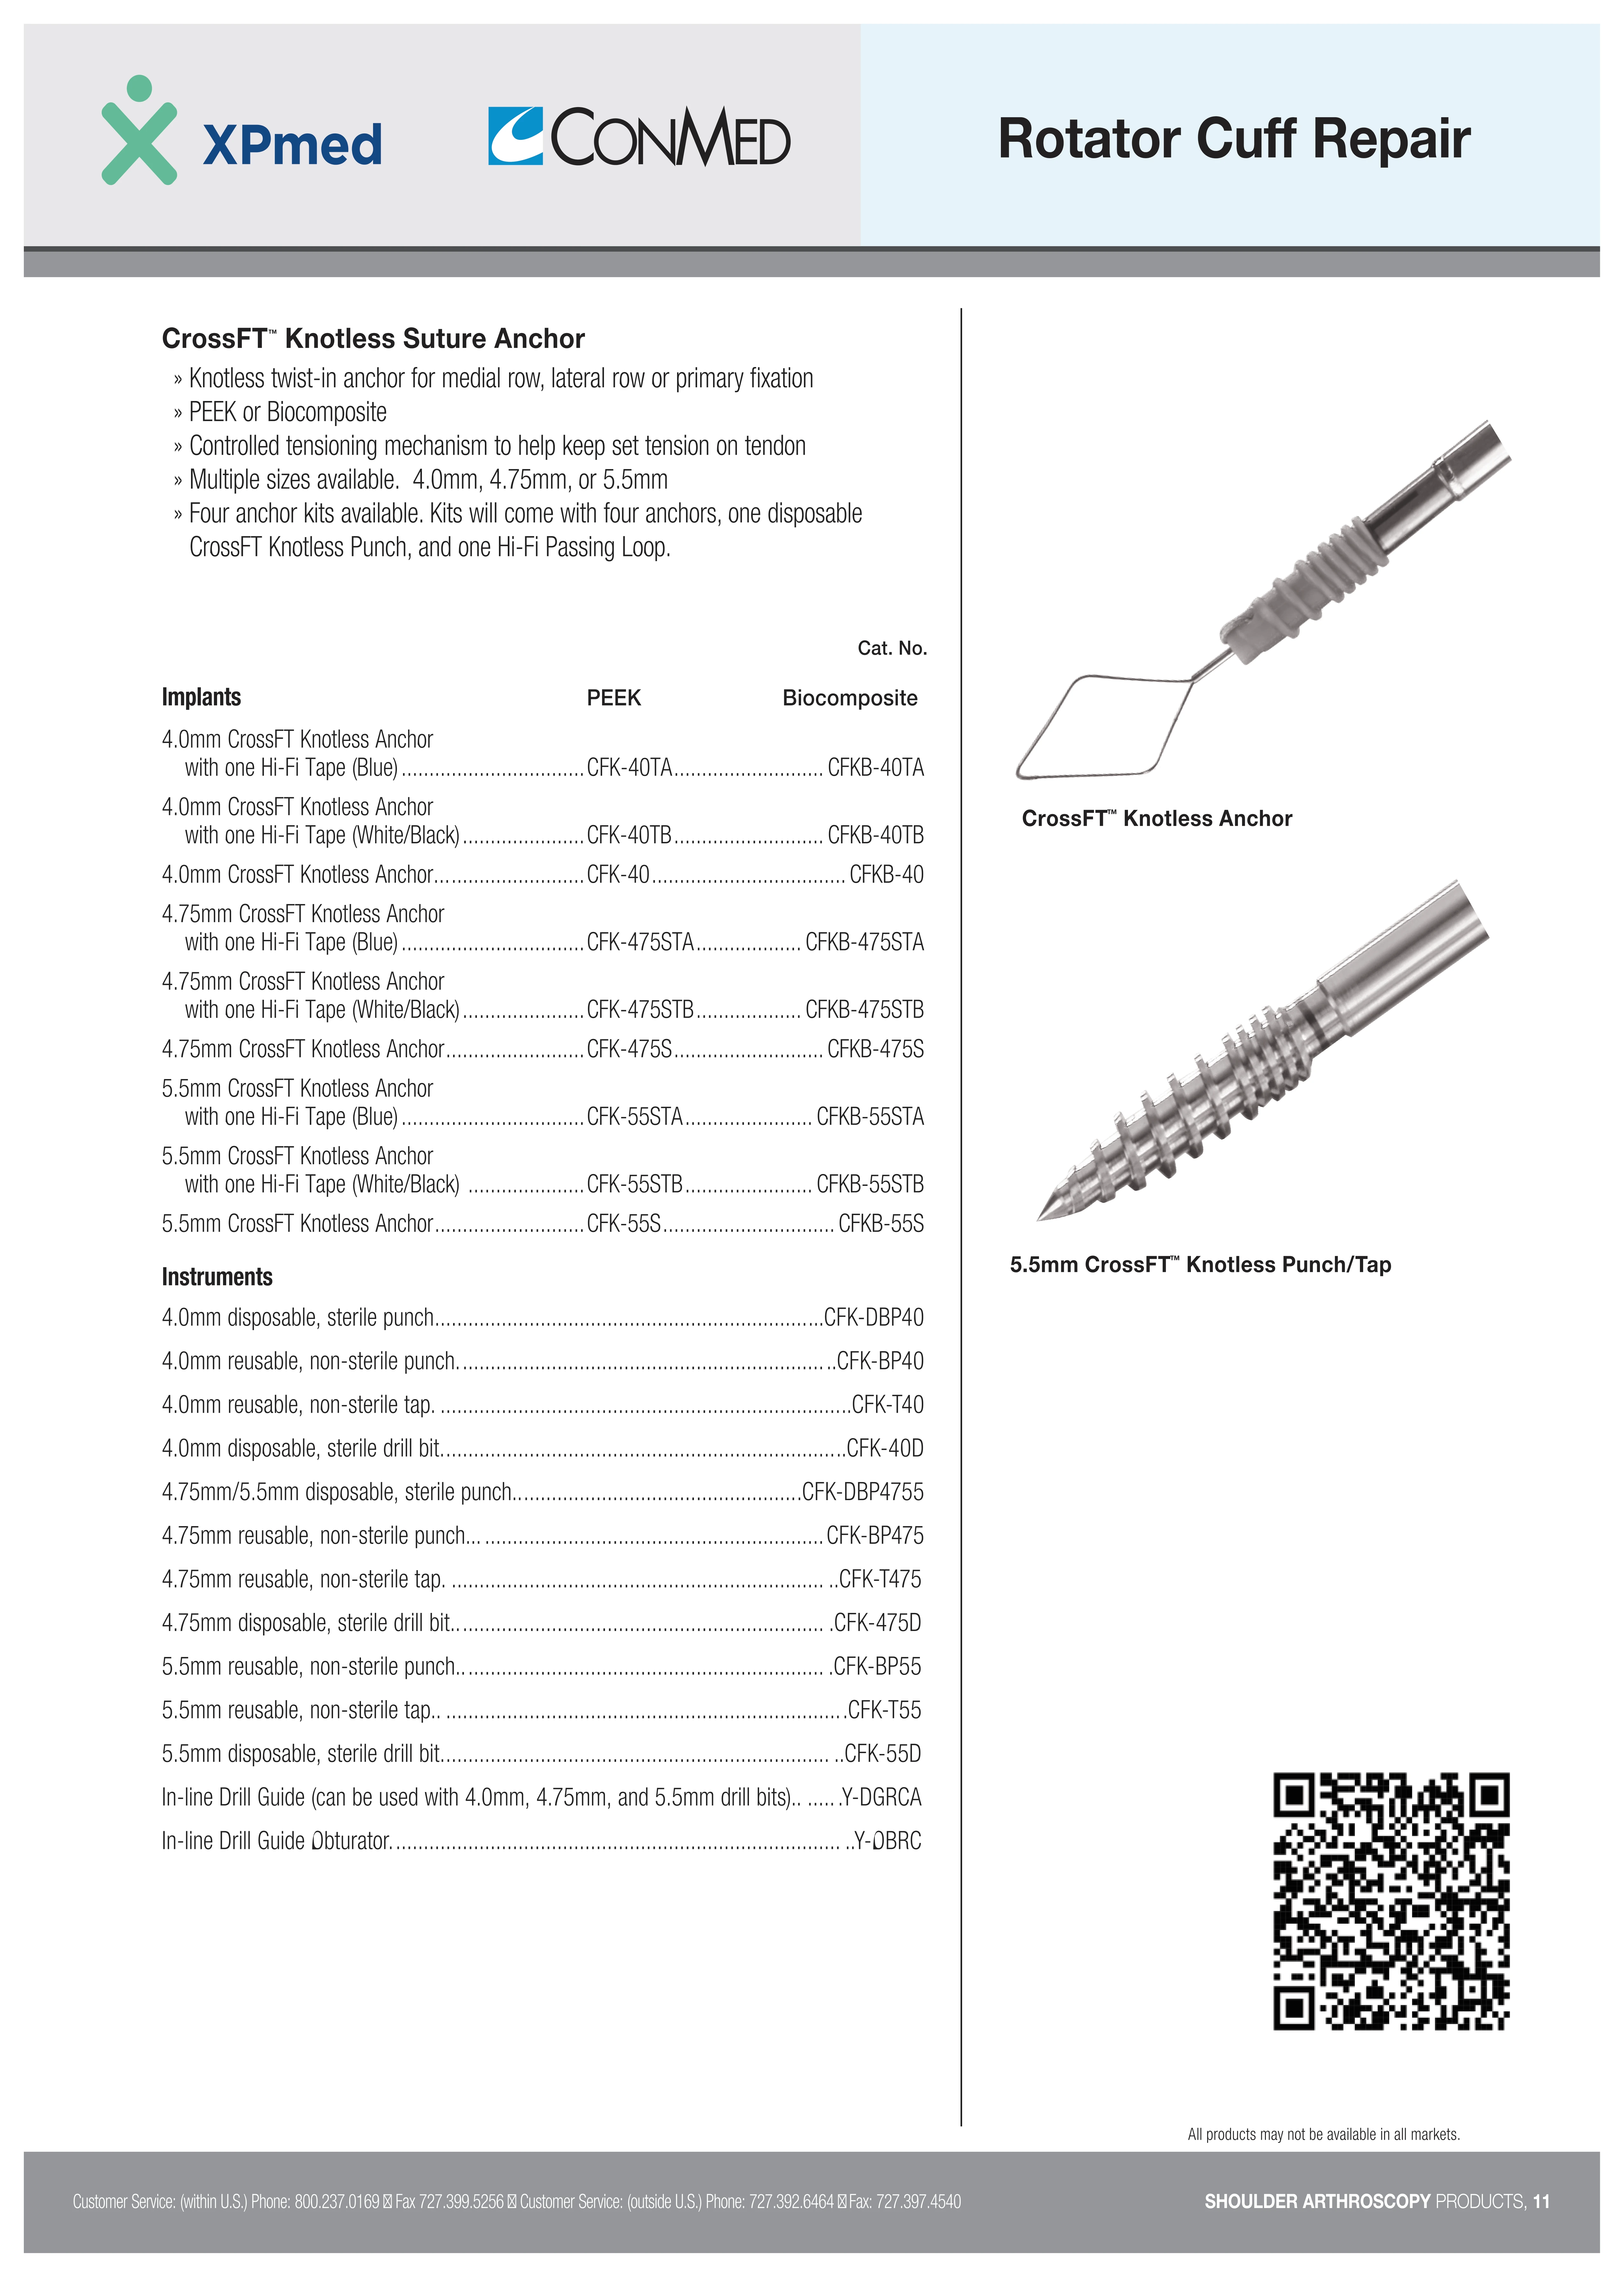 XPmed
CONMED
Rotator Cuff Repair
CrossFT™ Knotless Suture Anchor
» Knotless twist-in anchor for medial row, lateral row or primary fixation
» PEEK or Biocomposite
» Controlled tensioning mechanism to help keep set tension on tendon
» Multiple sizes available.  4.0mm, 4.75mm, or 5.5mm
» Four anchor kits available. Kits will come with four anchors, one disposable
CrossFT Knotless Punch, and one Hi-Fi Passing Loop.
Cat. No.
Implants PEEK Biocomposite
4.0mm CrossFT Knotless Anchor
with one Hi-Fi Tape (Blue) ................................. CFK-40TA........................... CFKB-40TA
4.0mm CrossFT Knotless Anchor
with one Hi-Fi Tape (White/Black)...................... CFK-40TB........................... CFKB-40TB
4.0mm CrossFT Knotless Anchor........................... CFK-40................................... CFKB-40
4.75mm CrossFT Knotless Anchor
with one Hi-Fi Tape (Blue) ................................. CFK-475STA................... CFKB-475STA
4.75mm CrossFT Knotless Anchor
with one Hi-Fi Tape (White/Black)...................... CFK-475STB................... CFKB-475STB
4.75mm CrossFT Knotless Anchor......................... CFK-475S........................... CFKB-475S
5.5mm CrossFT Knotless Anchor
with one Hi-Fi Tape (Blue) ................................. CFK-55STA....................... CFKB-55STA
5.5mm CrossFT Knotless Anchor
with one Hi-Fi Tape (White/Black) ..................... CFK-55STB....................... CFKB-55STB
5.5mm CrossFT Knotless Anchor........................... CFK-55S............................... CFKB-55S
Instruments
4.0mm disposable, sterile punch......................................................................CFK-DBP40
4.0mm reusable, non-sterile punch.................................................................... ..CFK-BP40
4.0mm reusable, non-sterile tap. ..........................................................................CFK-T40
4.0mm disposable, sterile drill bit.........................................................................CFK-40D
4.75mm/5.5mm disposable, sterile punch....................................................CFK-DBP4755
4.75mm reusable, non-sterile punch... ............................................................. CFK-BP475
4.75mm reusable, non-sterile tap. ................................................................... ..CFK-T475
4.75mm disposable, sterile drill bit................................................................... .CFK-475D
5.5mm reusable, non-sterile punch.................................................................. .CFK-BP55
5.5mm reusable, non-sterile tap.. ........................................................................CFK-T55
5.5mm disposable, sterile drill bit...................................................................... ..CFK-55D
In-line Drill Guide (can be used with 4.0mm, 4.75mm, and 5.5mm drill bits).. ......Y-DGRCA
In-line Drill Guide Obturator................................................................................. ..Y-OBRC
CrossFT™ Knotless Anchor
5.5mm CrossFT™ Knotless Punch/Tap
All products may not be available in all markets.
Customer Service: (within U.S.) Phone: 800.237.0169 Fax 727.399.5256 Customer Service: (outside U.S.) Phone: 727.392.6464 Fax: 727.397.4540
SHOULDER ARTHROSCOPY PRODUCTS, 11